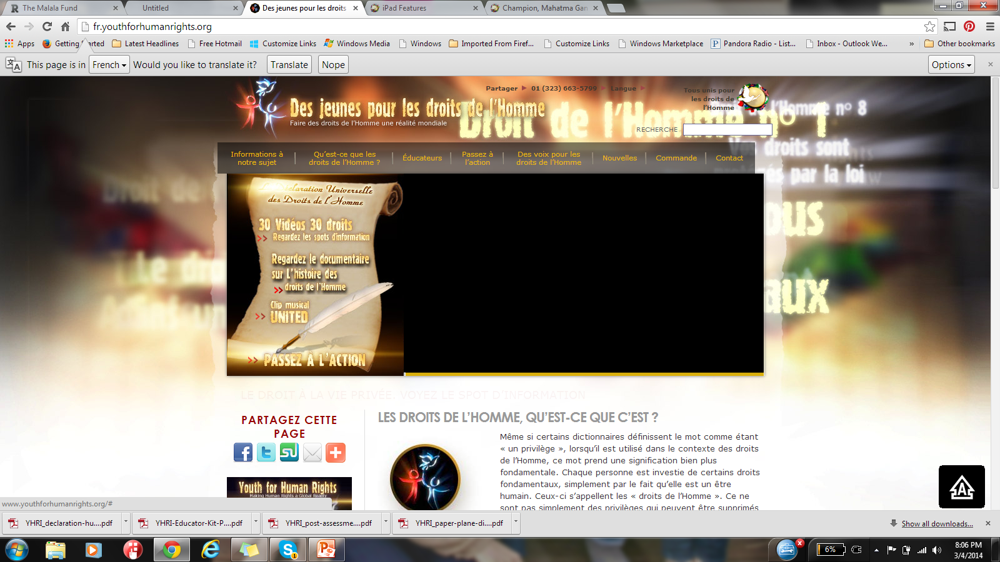 The Malala Fund
Untitled
Des jeunes pour les droits
iPad Features
Champion, Mahatma Gan
fr.youthforhumanrights.org
Apps
Getting Started
Latest Headlines
Free Hotmail
Customize Links
Windows Media
Windows
Imported From Firef...
Customize Links
Windows Marketplace
Pandora Radio - List...
Inbox - Outlook We...
»
Other bookmarks
This page is in French Would you like to translate it? Translate Nope
Options
Partager 01 (323) 663-5799 Langue
Tous unis pour
les droits de
l'Homme
Des jeunes pour les droits de l'Homme
Faire des droits de l'Homme une réalité mondiale
Droit de l'Homme n° 1
l'Homme n° 8
RECHERCHE
Vos droits sont
par la loi
Informations à
notre sujet
Qu'est-ce que les
droits de l'Homme ?
Éducateurs
Passez à
l'action
Des voix pour les
droits de l'Homme
Nouvelles
Commande
Contact
La Déclaration Universelle
des Droits de l'Homme
30 Vidéos 30 droits
>> Regardez les spots d'information
Regardez le documentaire
sur L'histoire des
>> droits de l'Homme
Clip musical
>> UNITED
>> PASSEZ À L'ACTION
Droit de
Le
ous
aux
LE DROIT À LA VIE PRIVÉE. VOYEZ LE SPOT D'INFORMATION
PARTAGEZ CETTE
PAGE
Youth for Human Rights
Making Human Rights a Global Reality
LES DROITS DE L'HOMME, QU'EST-CE QUE C'EST ?
Même si certains dictionnaires définissent le mot comme étant
« un privilège », lorsqu'il est utilisé dans le contexte des droits
de l'Homme, ce mot prend une signification bien plus
fondamentale. Chaque personne est investie de certains droits
fondamentaux, simplement par le fait qu'elle est un être
humain. Ceux-ci s'appellent les « droits de l'Homme ». Ce ne
sont pas simplement des privilèges qui peuvent être supprimés
www.youthforhumanrights.org/#
YHRI_declaration-hu....pdf
YHRI-Educator-Kit-P....pdf
YHRI_post-assessme....pdf
YHRI_paper-plane-di....pdf
Show all downloads...
6%
8:06 PM
3/4/2014